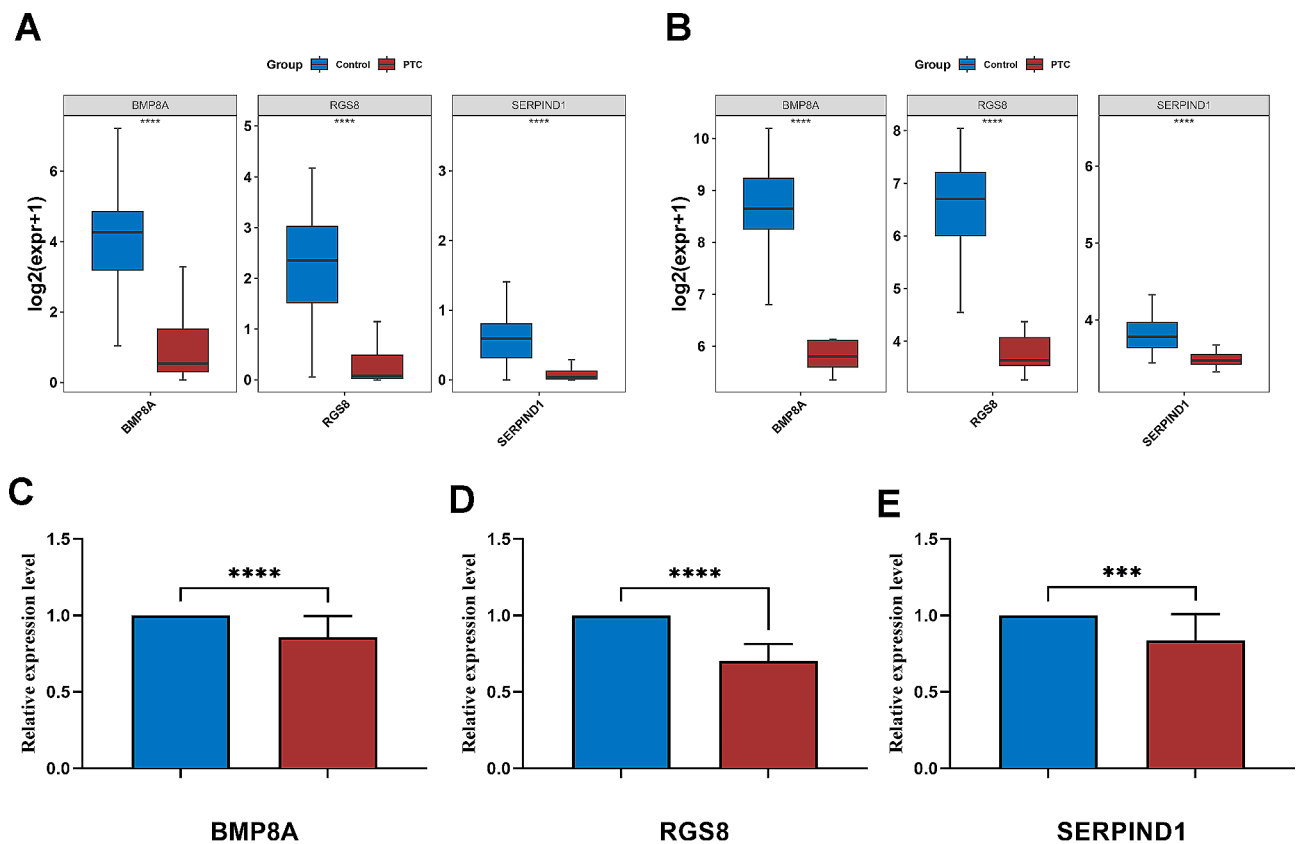 A
B
Group Control PTC
Group Control PTC
BMP8A
RGS8
SERPIND1
****
****
****
log2(expr+1)
6
4
2
0
5
4
3
2
1
0
3
2
1
0
BMP8A
RGS8
SERPIND1
BMP8A
RGS8
SERPIND1
****
****
****
log2(expr+1)
10
9
8
7
6
8
7
6
5
4
6
5
4
BMP8A
RGS8
SERPIND1
C
D
E
Relative expression level
1.5
1.0
0.5
0.0
****
BMP8A
Relative expression level
1.5
1.0
0.5
0.0
****
RGS8
Relative expression level
1.5
1.0
0.5
0.0
***
SERPIND1